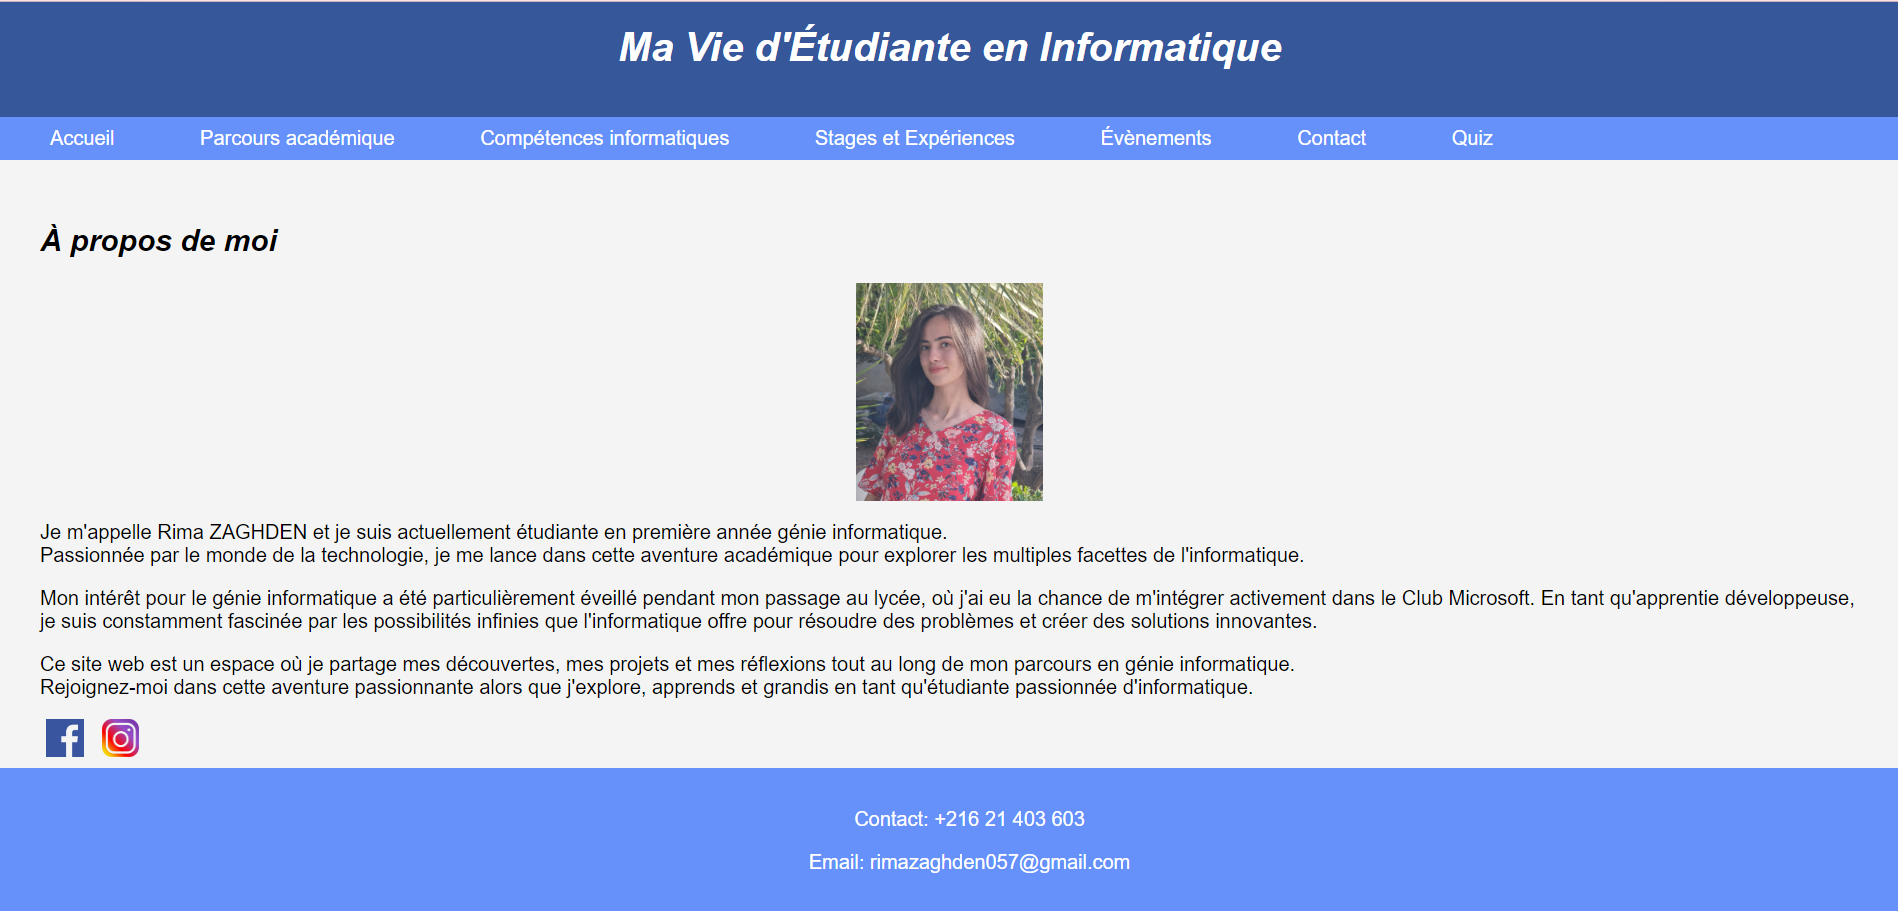 Ma Vie d'Étudiante en Informatique
Accueil Parcours académique Compétences informatiques Stages et Expériences Évènements Contact Quiz
À propos de moi
Je m'appelle Rima ZAGHDEN et je suis actuellement étudiante en première année génie informatique.
Passionnée par le monde de la technologie, je me lance dans cette aventure académique pour explorer les multiples facettes de l'informatique.
Mon intérêt pour le génie informatique a été particulièrement éveillé pendant mon passage au lycée, où j'ai eu la chance de m'intégrer activement dans le Club Microsoft. En tant qu'apprentie développeuse,
je suis constamment fascinée par les possibilités infinies que l'informatique offre pour résoudre des problèmes et créer des solutions innovantes.
Ce site web est un espace où je partage mes découvertes, mes projets et mes réflexions tout au long de mon parcours en génie informatique.
Rejoignez-moi dans cette aventure passionnante alors que j'explore, apprends et grandis en tant qu'étudiante passionnée d'informatique.
Contact: +216 21 403 603
Email: rimazaghden057@gmail.com